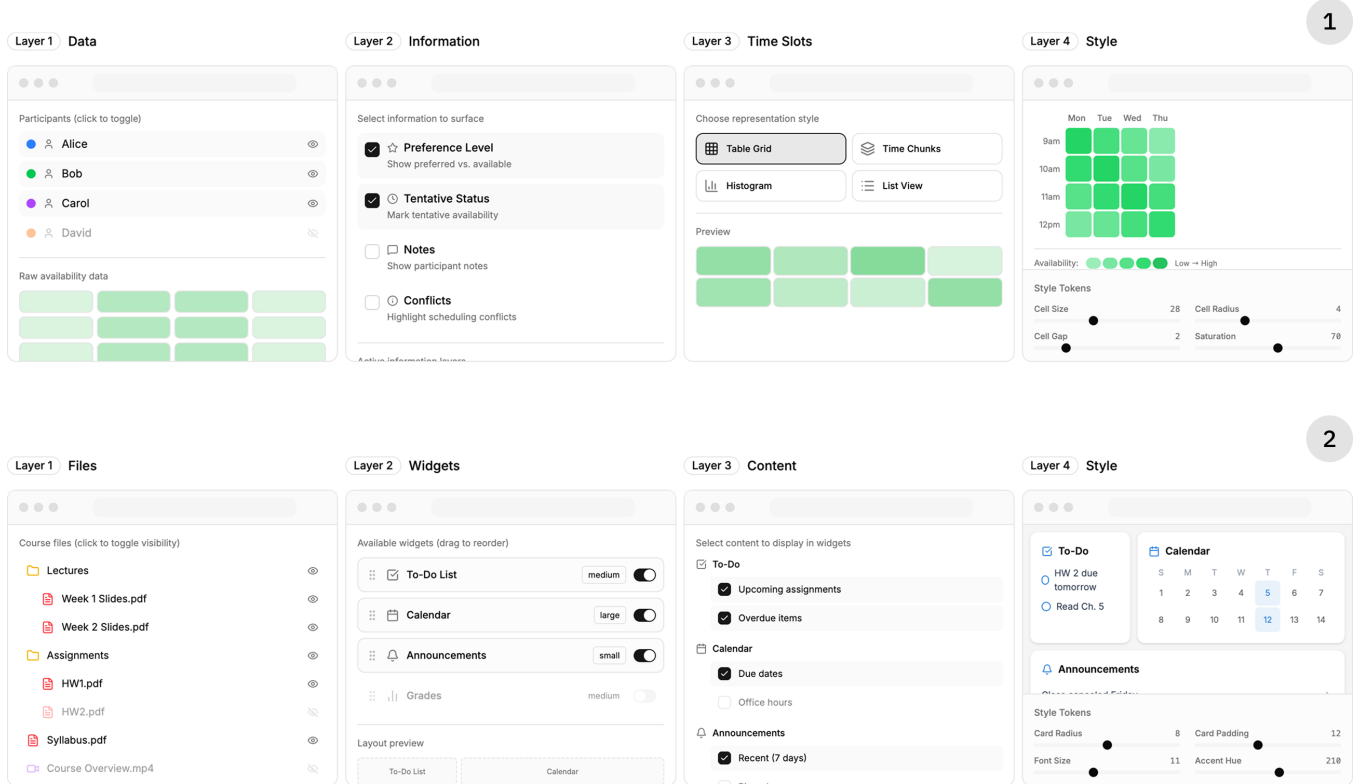 1
Layer 1 Data
Participants (click to toggle)
Alice
Bob
Carol
David
Raw availability data
Layer 2 Information
Select information to surface
Preference Level
Show preferred vs. available
Tentative Status
Mark tentative availability
Notes
Show participant notes
Conflicts
Highlight scheduling conflicts
Active information layers
Layer 3 Time Slots
Choose representation style
Table Grid
Time Chunks
Histogram
List View
Preview
Layer 4 Style
Mon Tue Wed Thu
9am
10am
11am
12pm
Availability: Low → High
Style Tokens
Cell Size 28 Cell Radius 4
Cell Gap 2 Saturation 70
2
Layer 1 Files
Course files (click to toggle visibility)
Lectures
Week 1 Slides.pdf
Week 2 Slides.pdf
Assignments
HW1.pdf
HW2.pdf
Syllabus.pdf
Course Overview.mp4
Layer 2 Widgets
Available widgets (drag to reorder)
To-Do List medium
Calendar large
Announcements small
Grades medium
Layout preview
To-Do List Calendar
Layer 3 Content
Select content to display in widgets
To-Do
Upcoming assignments
Overdue items
Calendar
Due dates
Office hours
Announcements
Recent (7 days)
Layer 4 Style
To-Do
HW 2 due
tomorrow
Read Ch. 5
Calendar
S M T W T F S
1 2 3 4 5 6 7
8 9 10 11 12 13 14
Announcements
Style Tokens
Card Radius 8 Card Padding 12
Font Size 11 Accent Hue 210